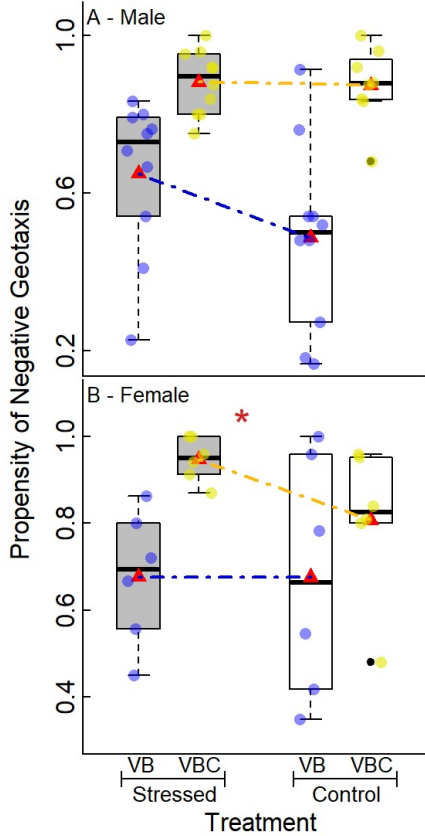 A - Male
1.0
0.6
0.2
Propensity of Negative Geotaxis
B - Female
*
1.0
0.8
0.6
0.4
VB VBC VB VBC
Stressed Control
Treatment